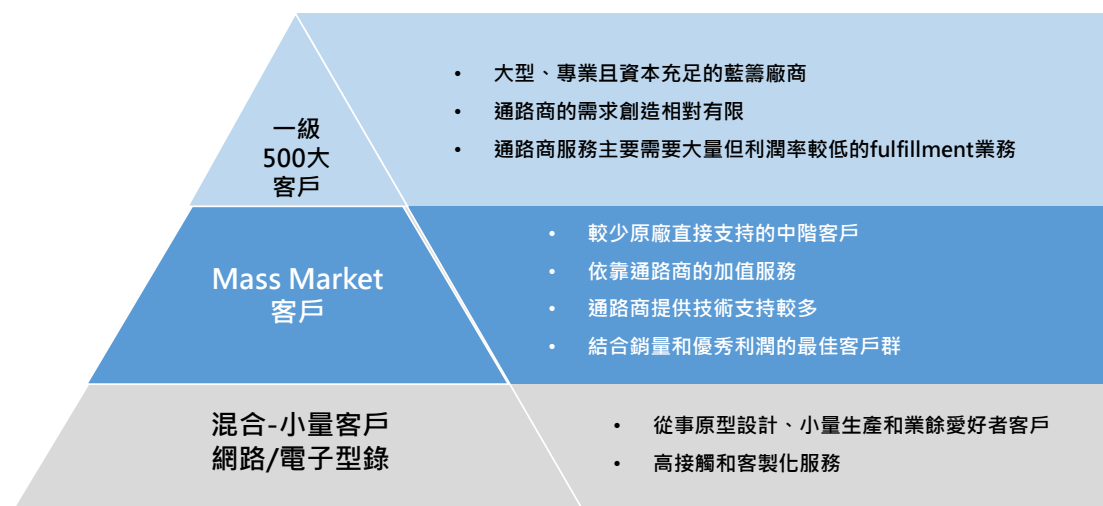 一級
500大
客戶
• 大型、專業且資本充足的藍籌廠商
• 通路商的需求創造相對有限
• 通路商服務主要需要大量但利潤率較低的fulfillment業務
Mass Market
客戶
• 較少原廠直接支持的中階客戶
• 依靠通路商的加值服務
• 通路商提供技術支持較多
• 結合銷量和優秀利潤的最佳客戶群
混合-小量客戶
網路/電子型錄
• 從事原型設計、小量生產和業餘愛好者客戶
• 高接觸和客製化服務